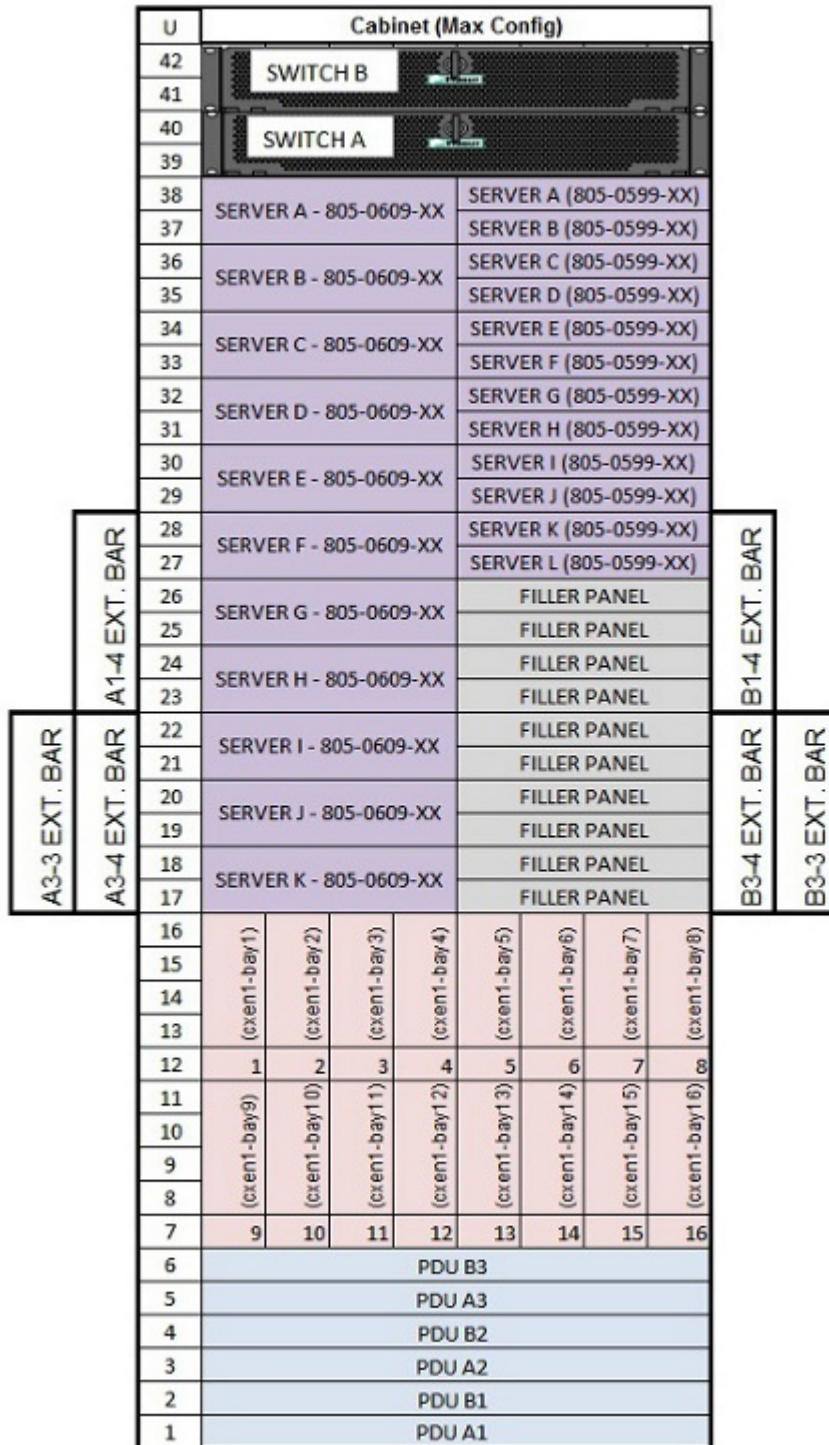 U Cabinet (Max Config)
42 SWITCH B
41
40 SWITCH A
39
38 SERVER A - 805-0609-XX SERVER A (805-0599-XX)
37 SERVER B (805-0599-XX)
36 SERVER B - 805-0609-XX SERVER C (805-0599-XX)
35 SERVER D (805-0599-XX)
34 SERVER C - 805-0609-XX SERVER E (805-0599-XX)
33 SERVER F (805-0599-XX)
32 SERVER D - 805-0609-XX SERVER G (805-0599-XX)
31 SERVER H (805-0599-XX)
30 SERVER E - 805-0609-XX SERVER I (805-0599-XX)
29 SERVER J (805-0599-XX)
28 SERVER F - 805-0609-XX SERVER K (805-0599-XX)
27 SERVER L (805-0599-XX)
26 SERVER G - 805-0609-XX FILLER PANEL
25 FILLER PANEL
24 SERVER H - 805-0609-XX FILLER PANEL
23 FILLER PANEL
22 SERVER I - 805-0609-XX FILLER PANEL
21 FILLER PANEL
20 SERVER J - 805-0609-XX FILLER PANEL
19 FILLER PANEL
18 SERVER K - 805-0609-XX FILLER PANEL
17 FILLER PANEL
A1-4 EXT. BAR
B1-4 EXT. BAR
A3-3 EXT. BAR
A3-4 EXT. BAR
B3-4 EXT. BAR
B3-3 EXT. BAR
16
15
14
13
(cxen1-bay1) (cxen1-bay2) (cxen1-bay3) (cxen1-bay4) (cxen1-bay5) (cxen1-bay6) (cxen1-bay7) (cxen1-bay8)
12 1 2 3 4 5 6 7 8
11
10
9
8
(cxen1-bay9) (cxen1-bay10) (cxen1-bay11) (cxen1-bay12) (cxen1-bay13) (cxen1-bay14) (cxen1-bay15) (cxen1-bay16)
7 9 10 11 12 13 14 15 16
6 PDU B3
5 PDU A3
4 PDU B2
3 PDU A2
2 PDU B1
1 PDU A1